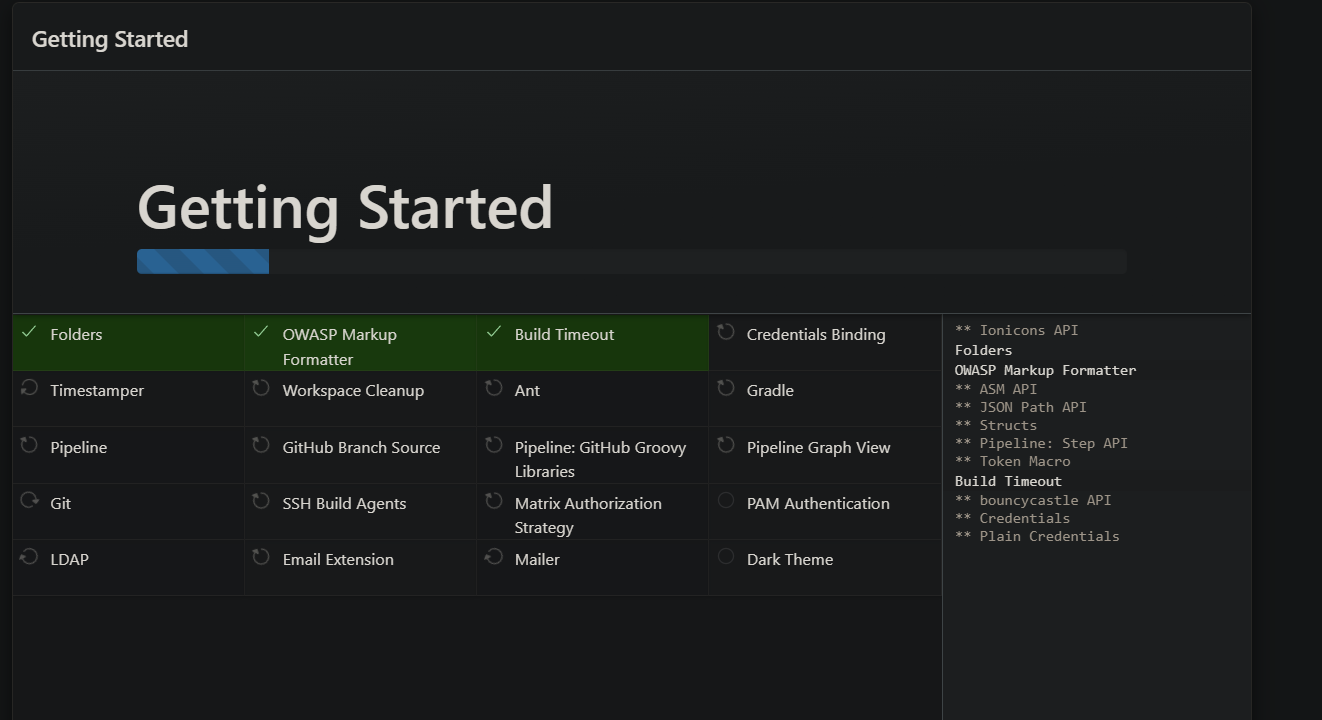 Getting Started
Getting Started
Folders
OWASP Markup
Formatter
Build Timeout
Credentials Binding
Timestamper
Workspace Cleanup
Ant
Gradle
Pipeline
GitHub Branch Source
Pipeline: GitHub Groovy
Libraries
Pipeline Graph View
Git
SSH Build Agents
Matrix Authorization
Strategy
PAM Authentication
LDAP
Email Extension
Mailer
Dark Theme
** Ionicons API
Folders
OWASP Markup Formatter
** ASM API
** JSON Path API
** Structs
** Pipeline: Step API
** Token Macro
Build Timeout
** bouncycastle API
** Credentials
** Plain Credentials